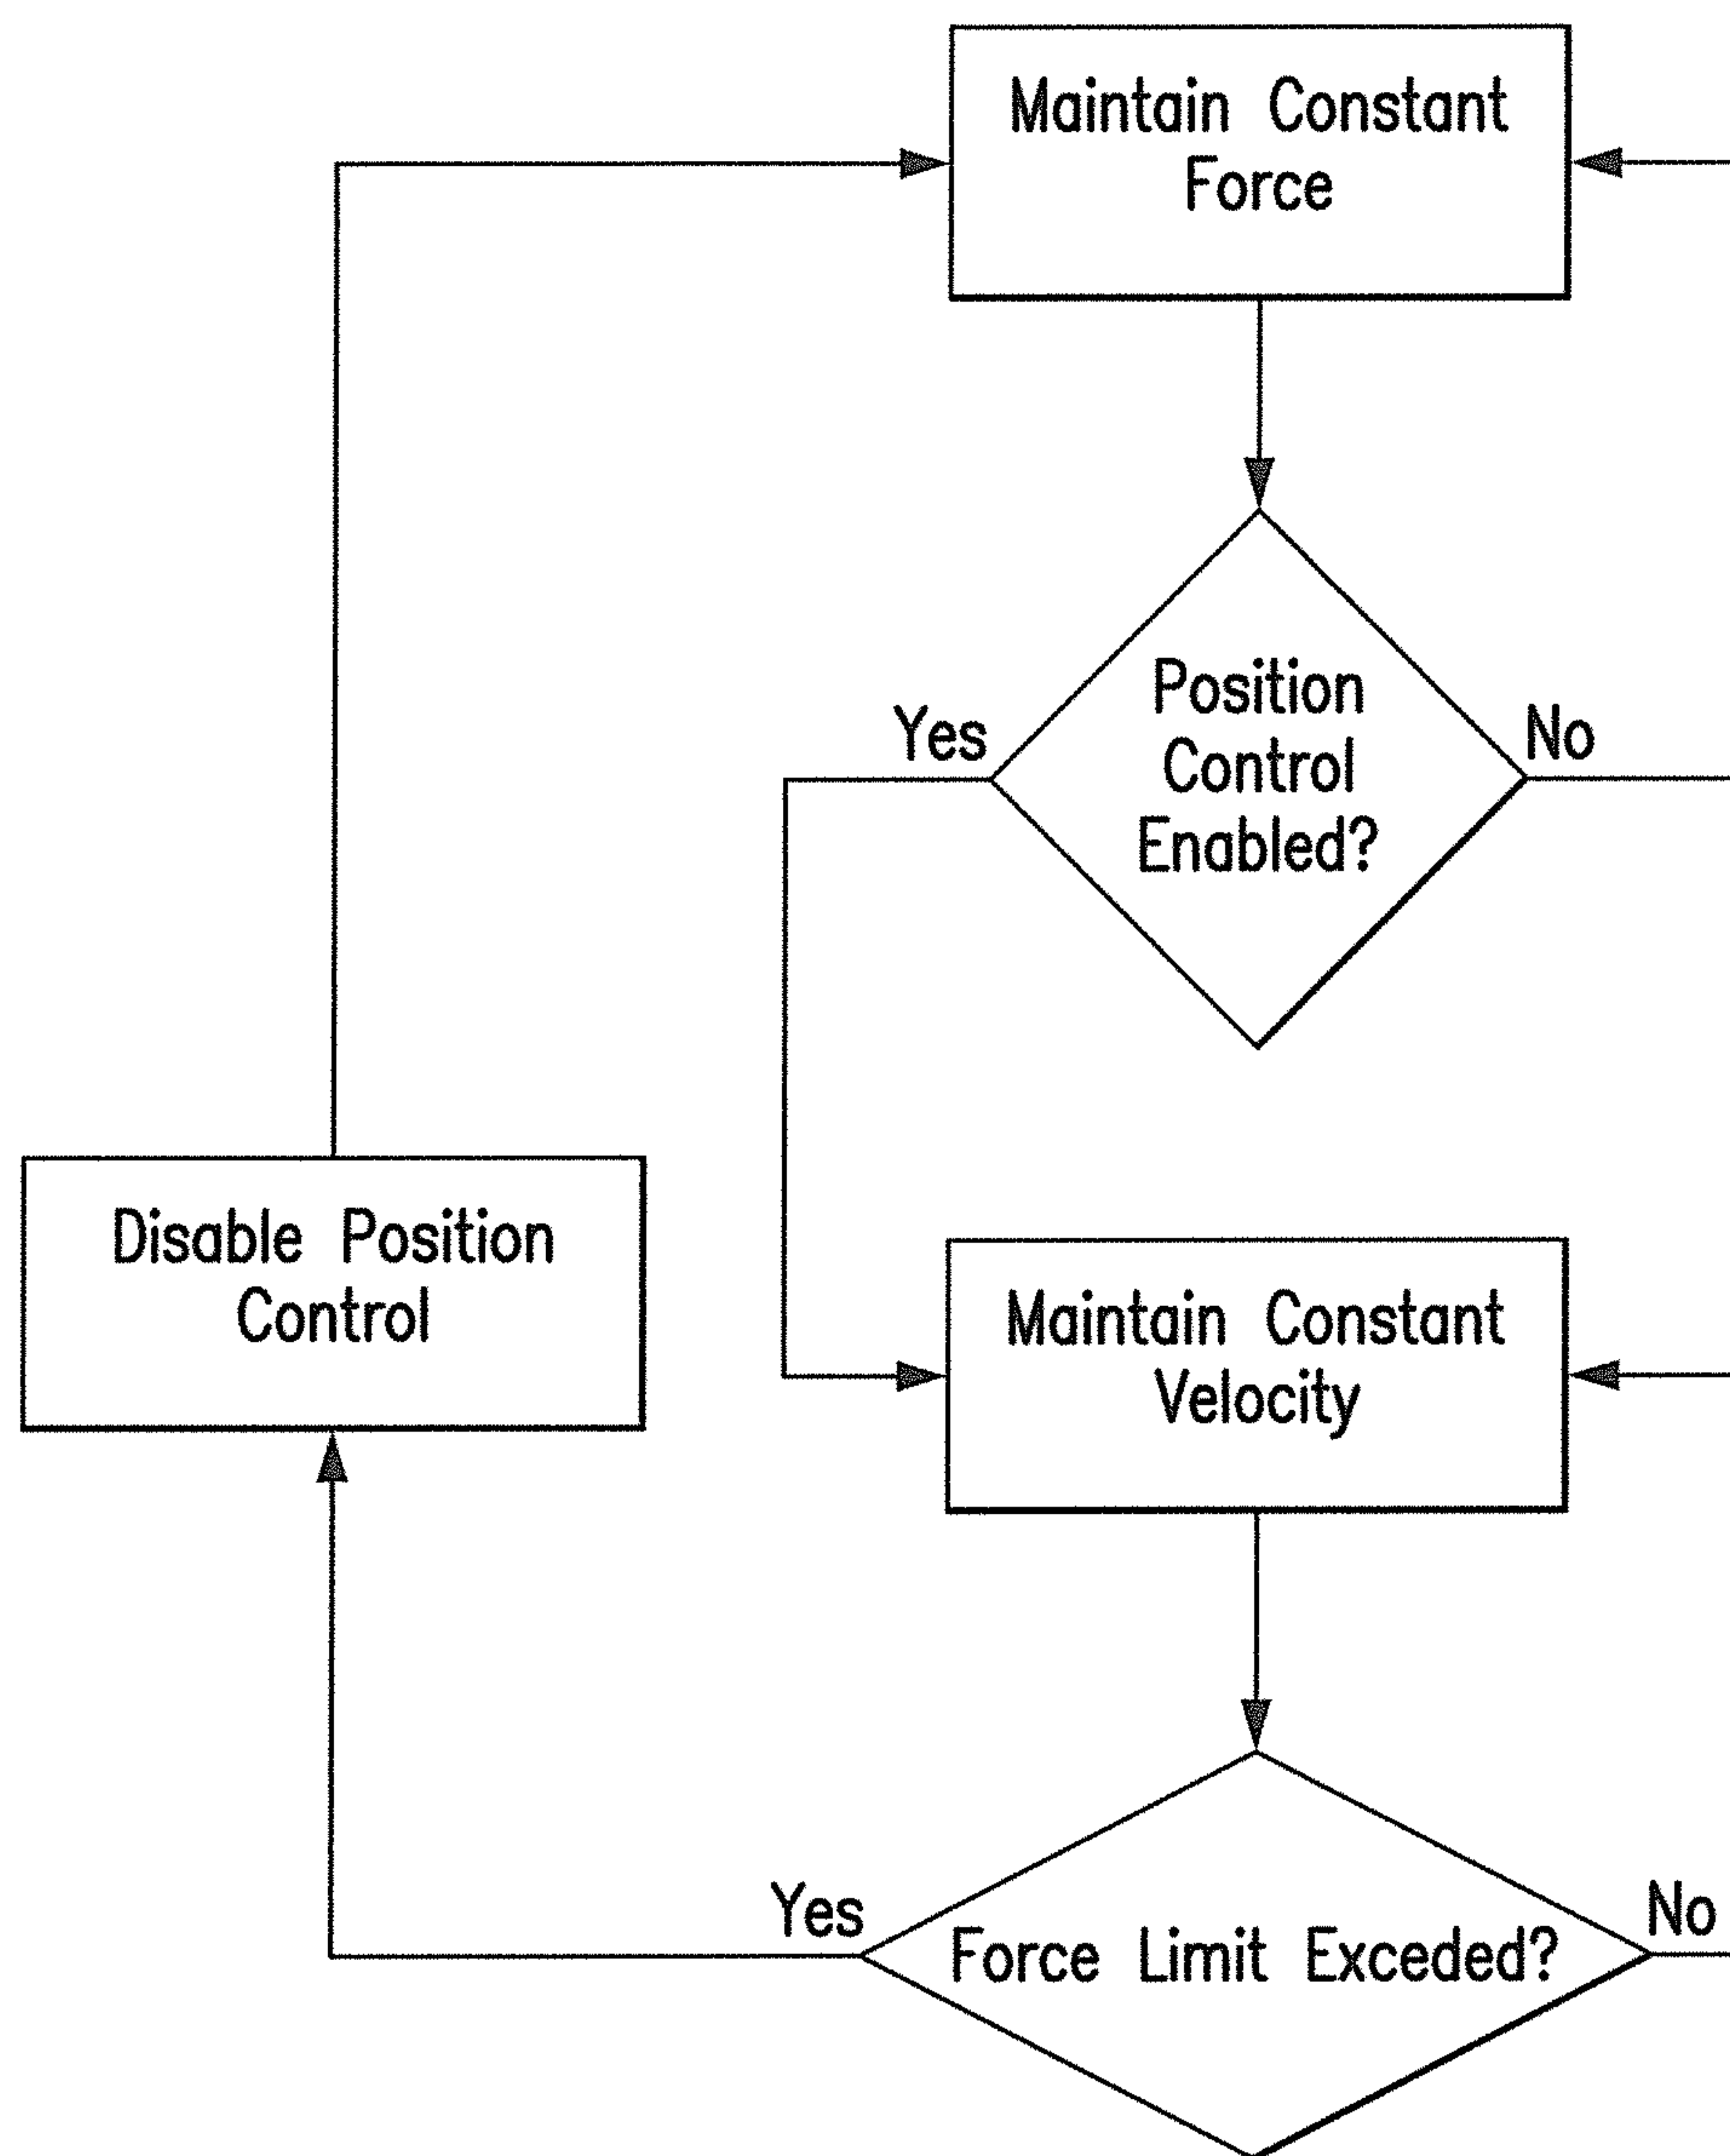 Maintain Constant
Force
Position
Control
Enabled?
Yes
No
Disable Position
Control
Maintain Constant
Velocity
Yes
No
Force Limit Exceded?